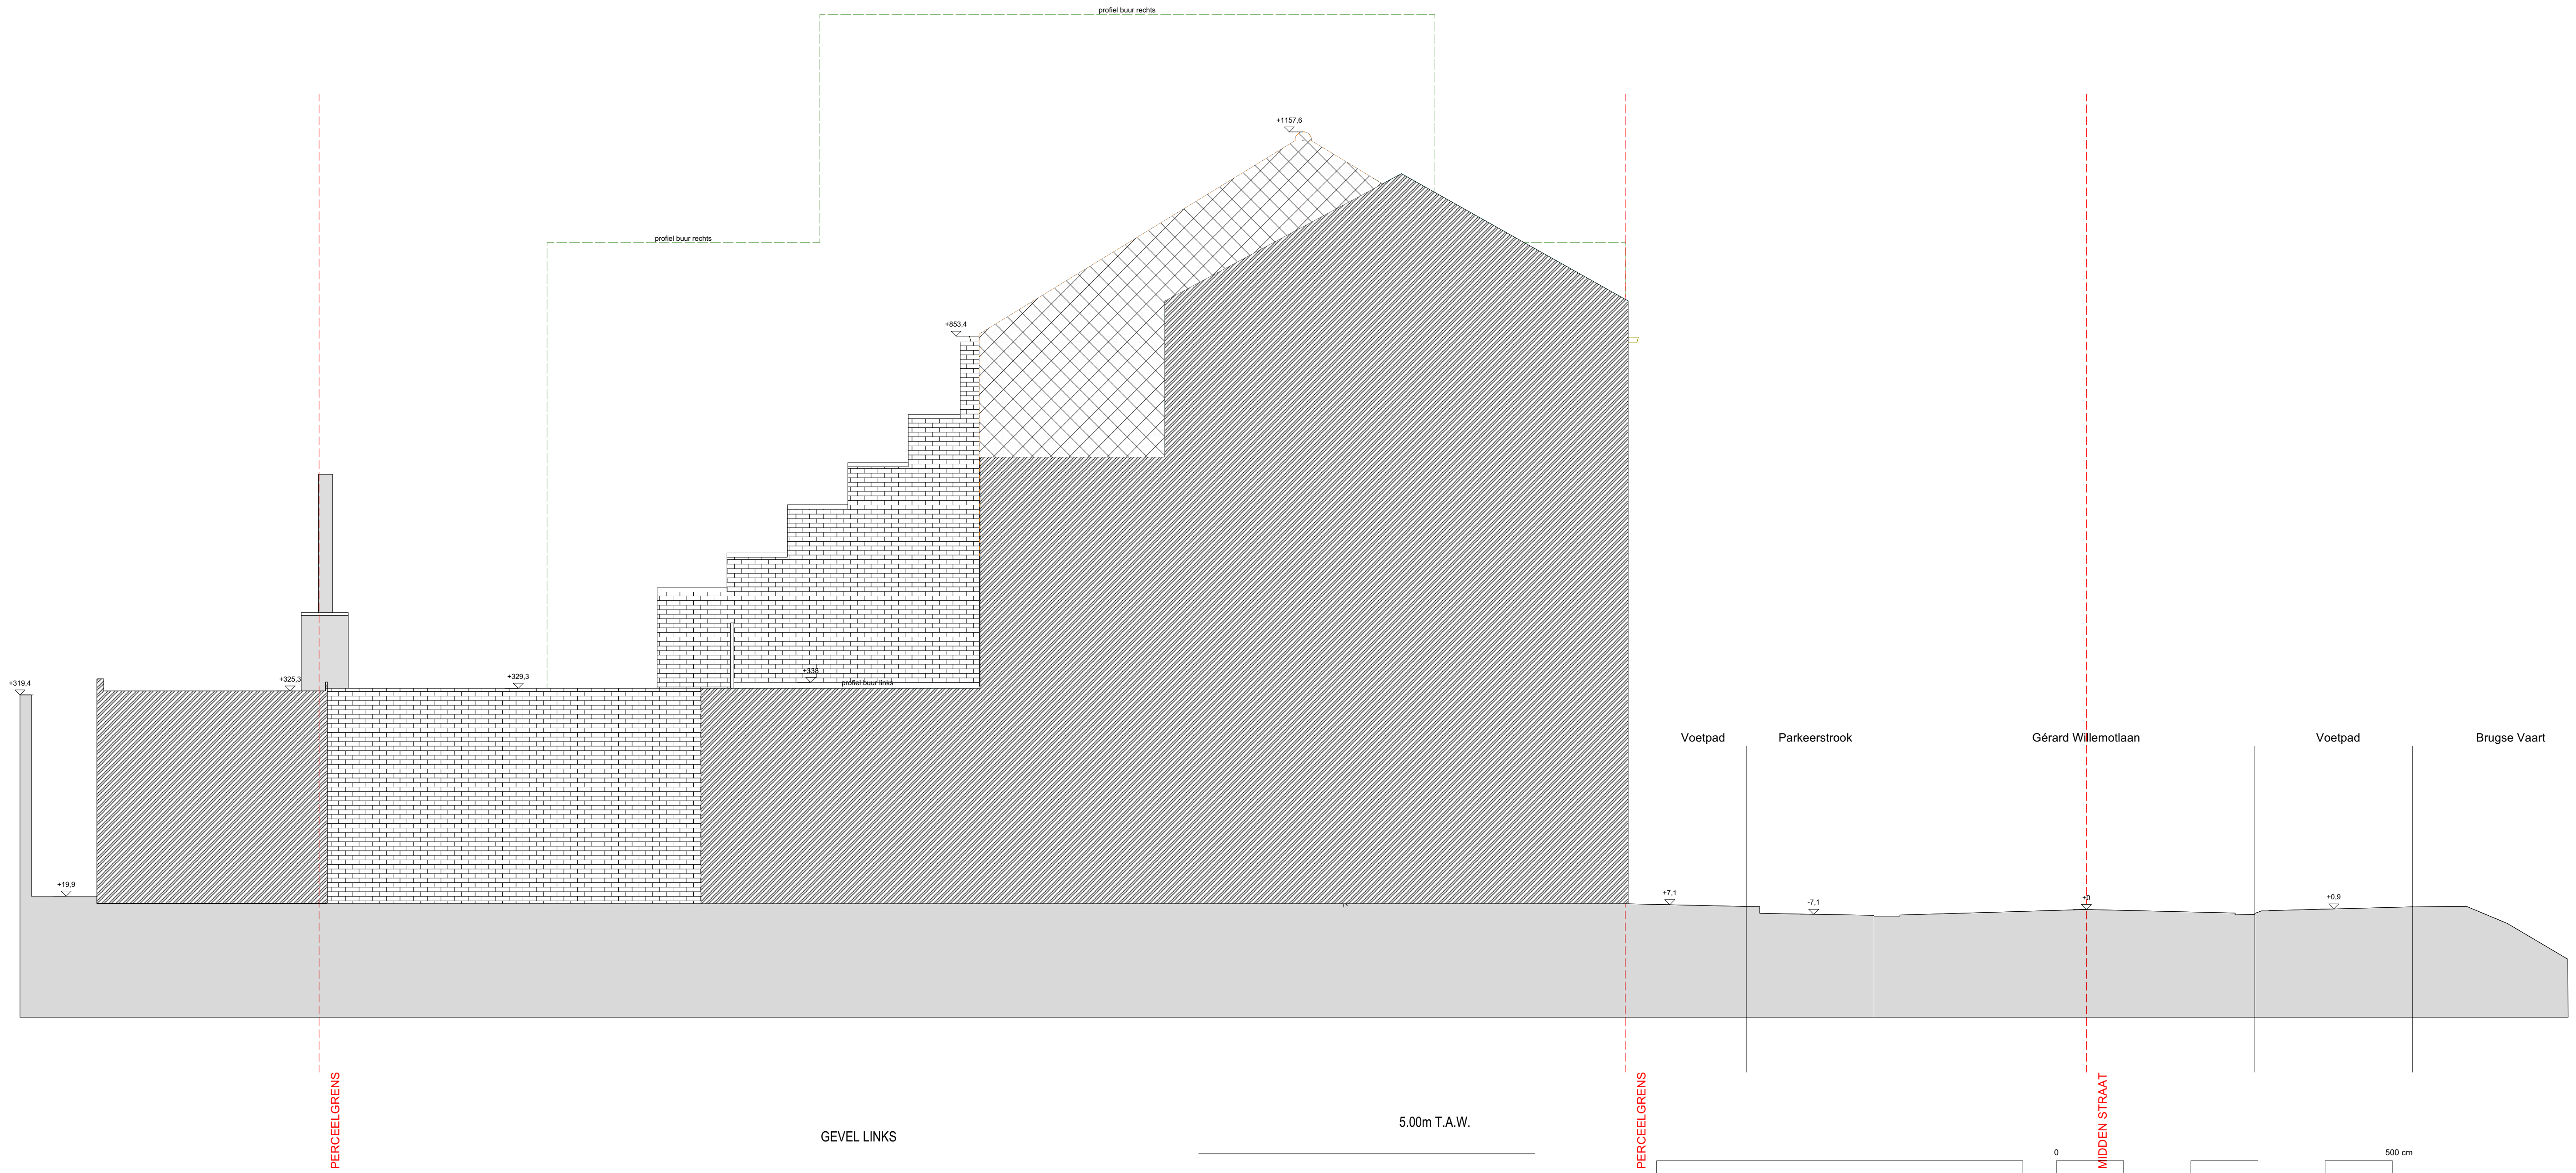 profiel buur rechts
+1157,6
profiel buur rechts
+853,4
+338
profiel buur links
+329,3
+325,3
+319,4
Voetpad
Parkeerstrook
Gérard Willemotlaan
Voetpad
Brugse Vaart
+19,9
+7,1
-7,1
+0
+0,9
PERCEELGRENS
PERCEELGRENS
MIDDEN STRAAT
5.00m T.A.W.
GEVEL LINKS
0
500 cm